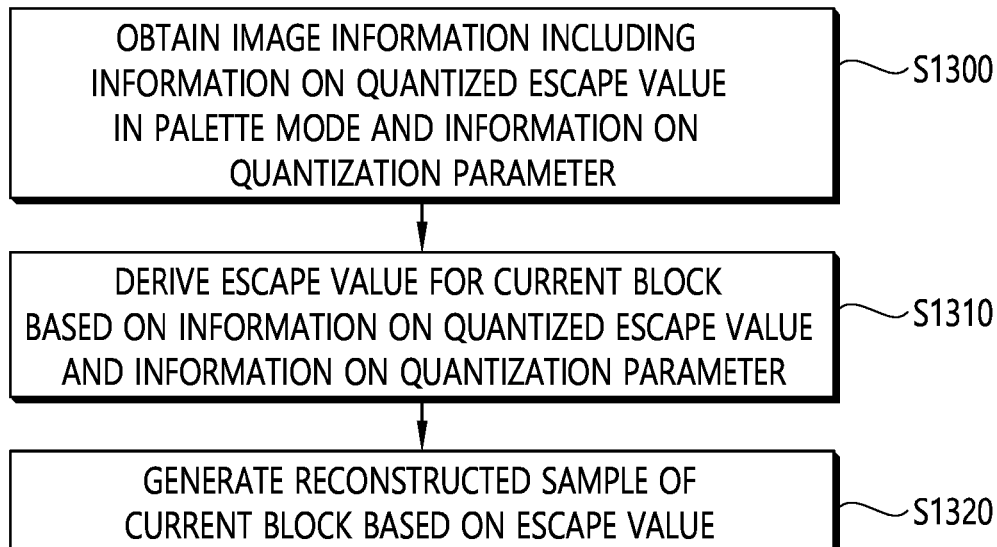 OBTAIN IMAGE INFORMATION INCLUDING
INFORMATION ON QUANTIZED ESCAPE VALUE
IN PALETTE MODE AND INFORMATION ON
QUANTIZATION PARAMETER
S1300
DERIVE ESCAPE VALUE FOR CURRENT BLOCK
BASED ON INFORMATION ON QUANTIZED ESCAPE VALUE
AND INFORMATION ON QUANTIZATION PARAMETER
S1310
GENERATE RECONSTRUCTED SAMPLE OF
CURRENT BLOCK BASED ON ESCAPE VALUE
S1320